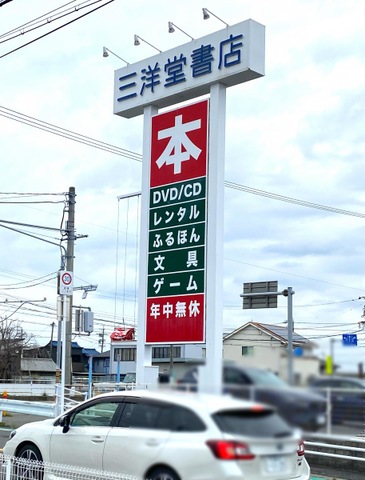 三洋堂書店
本
DVD/CD
レンタル
ふるほん
文具
ゲーム
年中無休